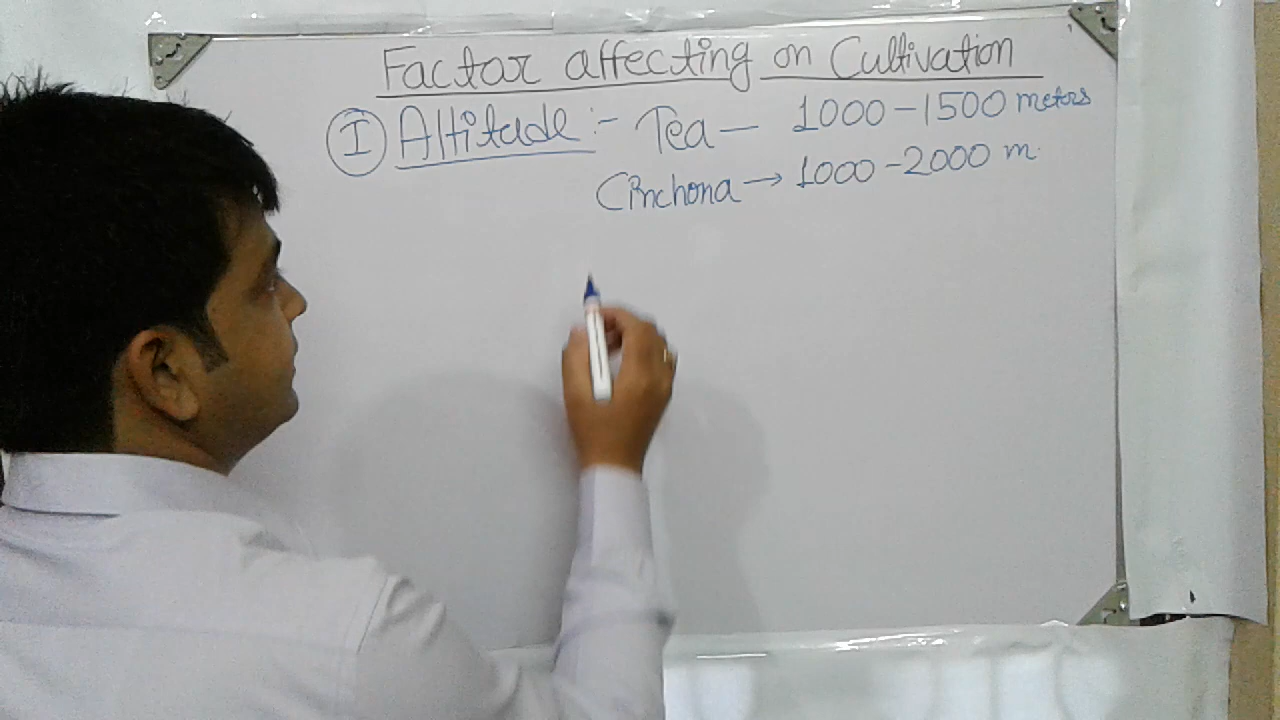 Factor affecting on Cultivation
I Altitude :- Tea — 1000-1500 meters
Cinchona → 1000-2000 m.